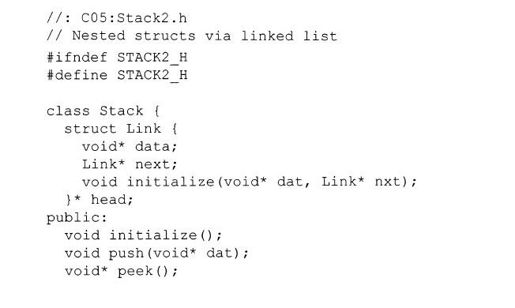 //: C05:Stack2.h
// Nested structs via linked list
#ifndef STACK2_H
#define STACK2_H
class Stack {
struct Link {
void* data;
Link* next;
void initialize(void* dat, Link* nxt);
}* head;
public:
void initialize();
void push(void* dat);
void* peek();